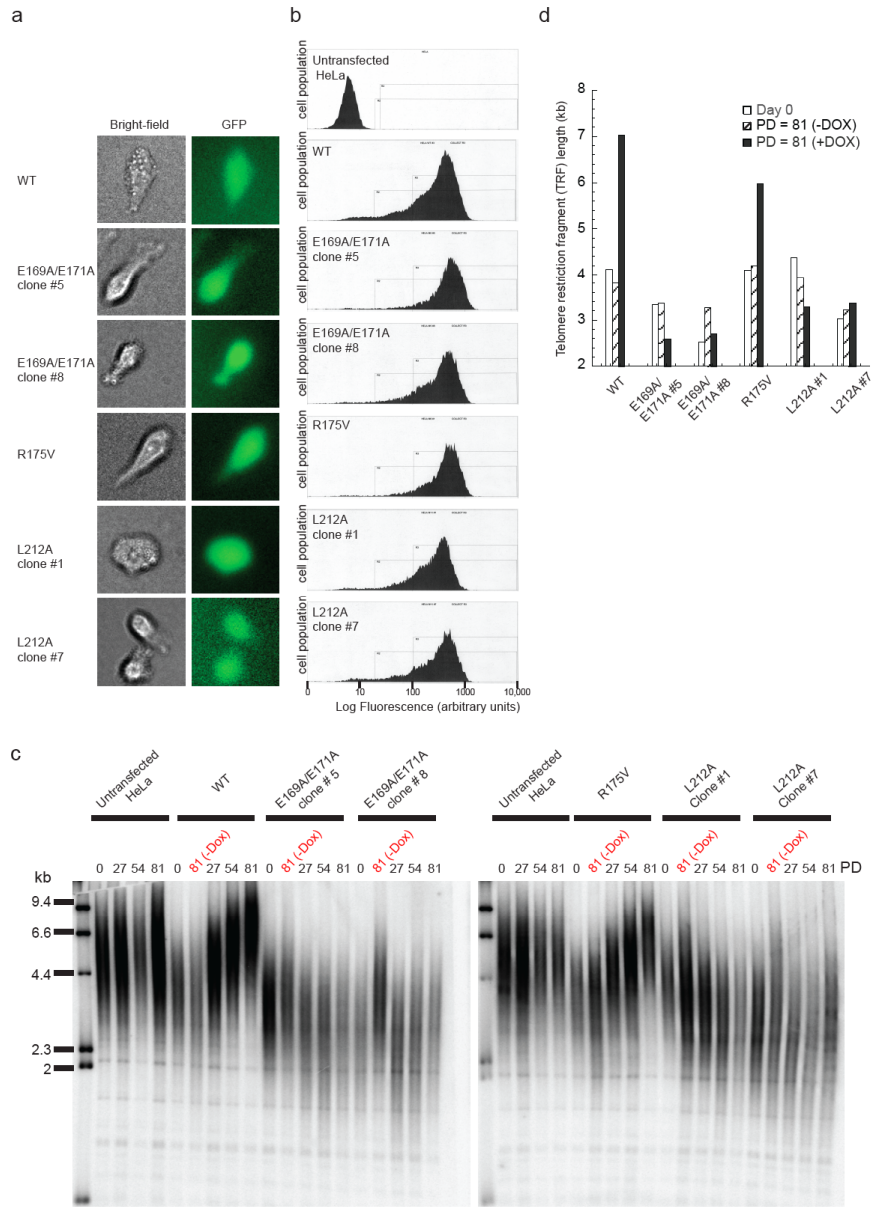 a
Bright-field
GFP
WT
E169A/E171A
clone #5
E169A/E171A
clone #8
R175V
L212A
clone #1
L212A
clone #7
b
Untransfected
HeLa
cell population
WT
cell population
E169A/E171A
clone #5
cell population
E169A/E171A
clone #8
cell population
R175V
cell population
L212A
clone #1
cell population
L212A
clone #7
cell population
0
10
100
1000
10,000
Log Fluorescence (arbitrary units)
d
Telomere restriction fragment (TRF) length (kb)
8
7
6
5
4
3
2
Day 0
PD = 81 (-DOX)
PD = 81 (+DOX)
WT
E169A/
E171A #5
E169A/
E171A #8
R175V
L212A #1
L212A #7
c
Untransfected
HeLa
WT
E169A/E171A
clone # 5
E169A/E171A
clone # 8
Untransfected
HeLa
R175V
L212A
Clone #1
L212A
Clone #7
0 27 54 81 0 81 (-Dox) 27 54 81 0 81 (-Dox) 27 54 81 0 81 (-Dox) 27 54 81
0 27 54 81 0 81 (-Dox) 27 54 81 0 81 (-Dox) 27 54 81 0 81 (-Dox) 27 54 81 PD
kb
9.4
6.6
4.4
2.3
2